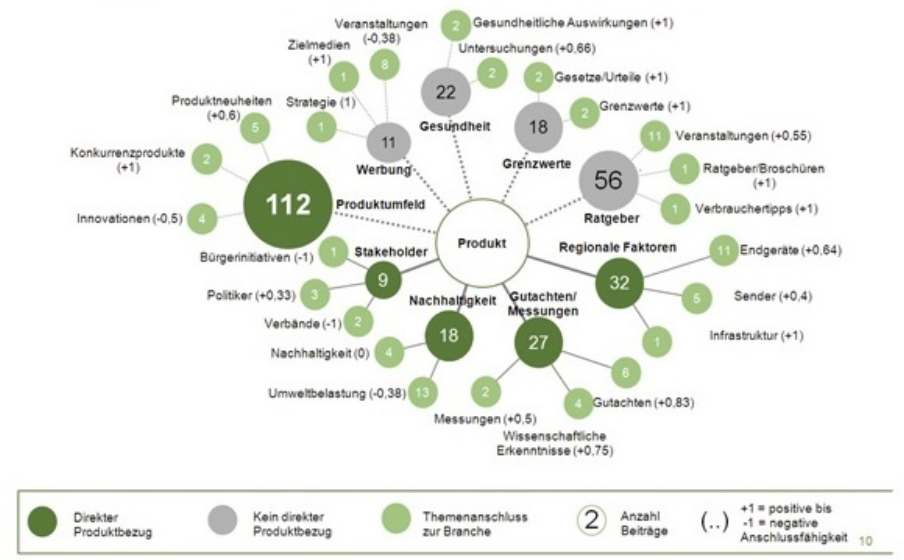 Veranstaltungen
(-0,38)
8
Zielmedien
(+1)
1
Strategie (1)
1
11
Werbung
2
Gesundheitliche Auswirkungen (+1)
Untersuchungen (+0,66)
2
22
Gesundheit
2
Gesetze/Urteile (+1)
Grenzwerte (+1)
2
18
Grenzwerte
11
Veranstaltungen (+0,55)
1
Ratgeber/Broschüren
(+1)
1
Verbrauchertipps (+1)
56
Ratgeber
Produktneuheiten
(+0,6)
5
Konkurrenzprodukte
(+1)
2
Innovationen (-0,5)
4
112
Produktumfeld
Produkt
Bürgerinitiativen (-1)
1
Stakeholder
9
Politiker (+0,33)
3
Verbände (-1)
2
Nachhaltigkeit
18
Nachhaltigkeit (0)
4
Umweltbelastung (-0,38)
13
Gutachten/
Messungen
27
2
Messungen (+0,5)
4
Wissenschaftliche
Erkenntnisse (+0,75)
6
Gutachten (+0,83)
Regionale Faktoren
32
11
Endgeräte (+0,64)
5
Sender (+0,4)
1
Infrastruktur (+1)
Direkter
Produktbezug
Kein direkter
Produktbezug
Themenanschluss
zur Branche
2
Anzahl
Beiträge
(..)
+1 = positive bis
-1 = negative
Anschlussfähigkeit
10